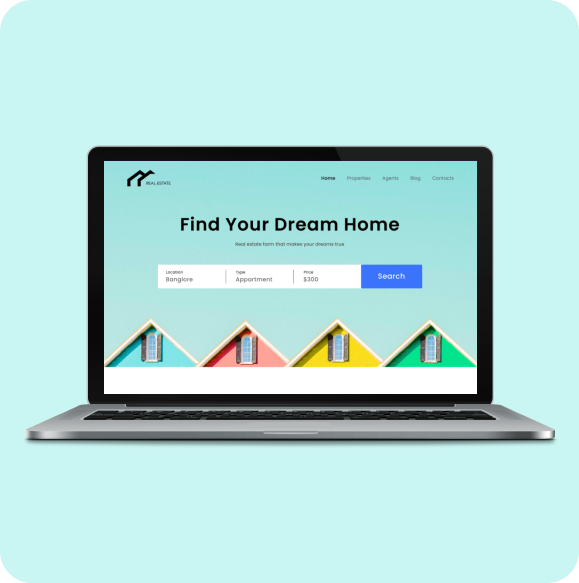 REAL ESTATE
Home Properties Agents Blog Contacts
Find Your Dream Home
Real estate farm that makes your dreams true
Location Type Price
Banglore Appartment $300
Search